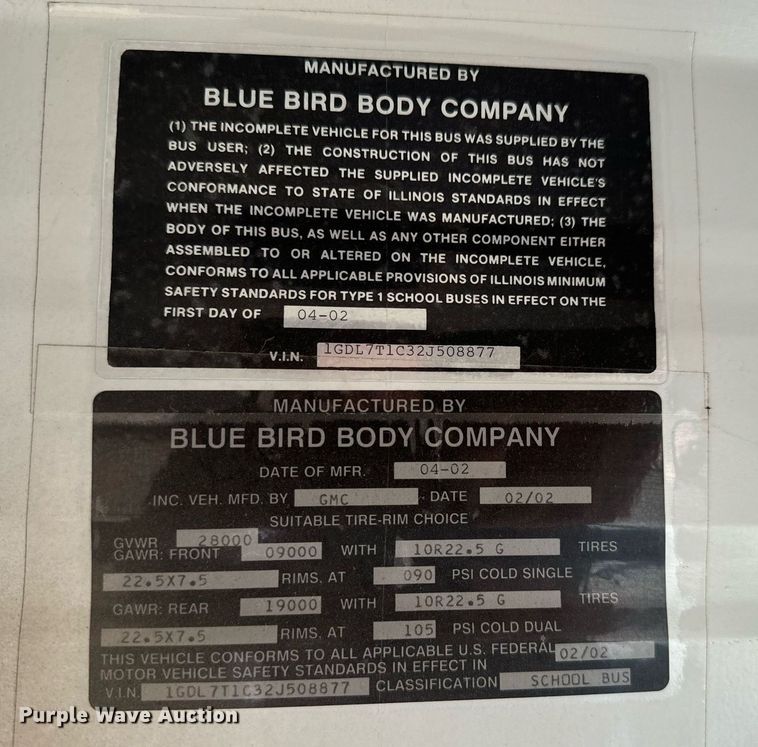 MANUFACTURED BY
BLUE BIRD BODY COMPANY
(1) THE INCOMPLETE VEHICLE FOR THIS BUS WAS SUPPLIED BY THE
BUS USER; (2) THE CONSTRUCTION OF THIS BUS HAS NOT
ADVERSELY AFFECTED THE SUPPLIED INCOMPLETE VEHICLE'S
CONFORMANCE TO STATE OF ILLINOIS STANDARDS IN EFFECT
WHEN THE INCOMPLETE VEHICLE WAS MANUFACTURED; (3) THE
BODY OF THIS BUS, AS WELL AS ANY OTHER COMPONENT EITHER
ASSEMBLED TO OR ALTERED ON THE INCOMPLETE VEHICLE,
CONFORMS TO ALL APPLICABLE PROVISIONS OF ILLINOIS MINIMUM
SAFETY STANDARDS FOR TYPE 1 SCHOOL BUSES IN EFFECT ON THE
FIRST DAY OF 04-02
V.I.N. 1GDL7T1C32J508877
MANUFACTURED BY
BLUE BIRD BODY COMPANY
DATE OF MFR. 04-02
INC. VEH. MFD. BY GMC DATE 02/02
SUITABLE TIRE-RIM CHOICE
GVWR 28000
GAWR: FRONT 09000 WITH 10R22.5 G TIRES
22.5X7.5 RIMS, AT 090 PSI COLD SINGLE
GAWR: REAR 19000 WITH 10R22.5 G TIRES
22.5X7.5 RIMS. AT 105 PSI COLD DUAL
THIS VEHICLE CONFORMS TO ALL APPLICABLE U.S. FEDERAL 02/02
MOTOR VEHICLE SAFETY STANDARDS IN EFFECT IN
V.I.N. 1GDL7T1C32J508877 CLASSIFICATION SCHOOL BUS
Purple Wave Auction